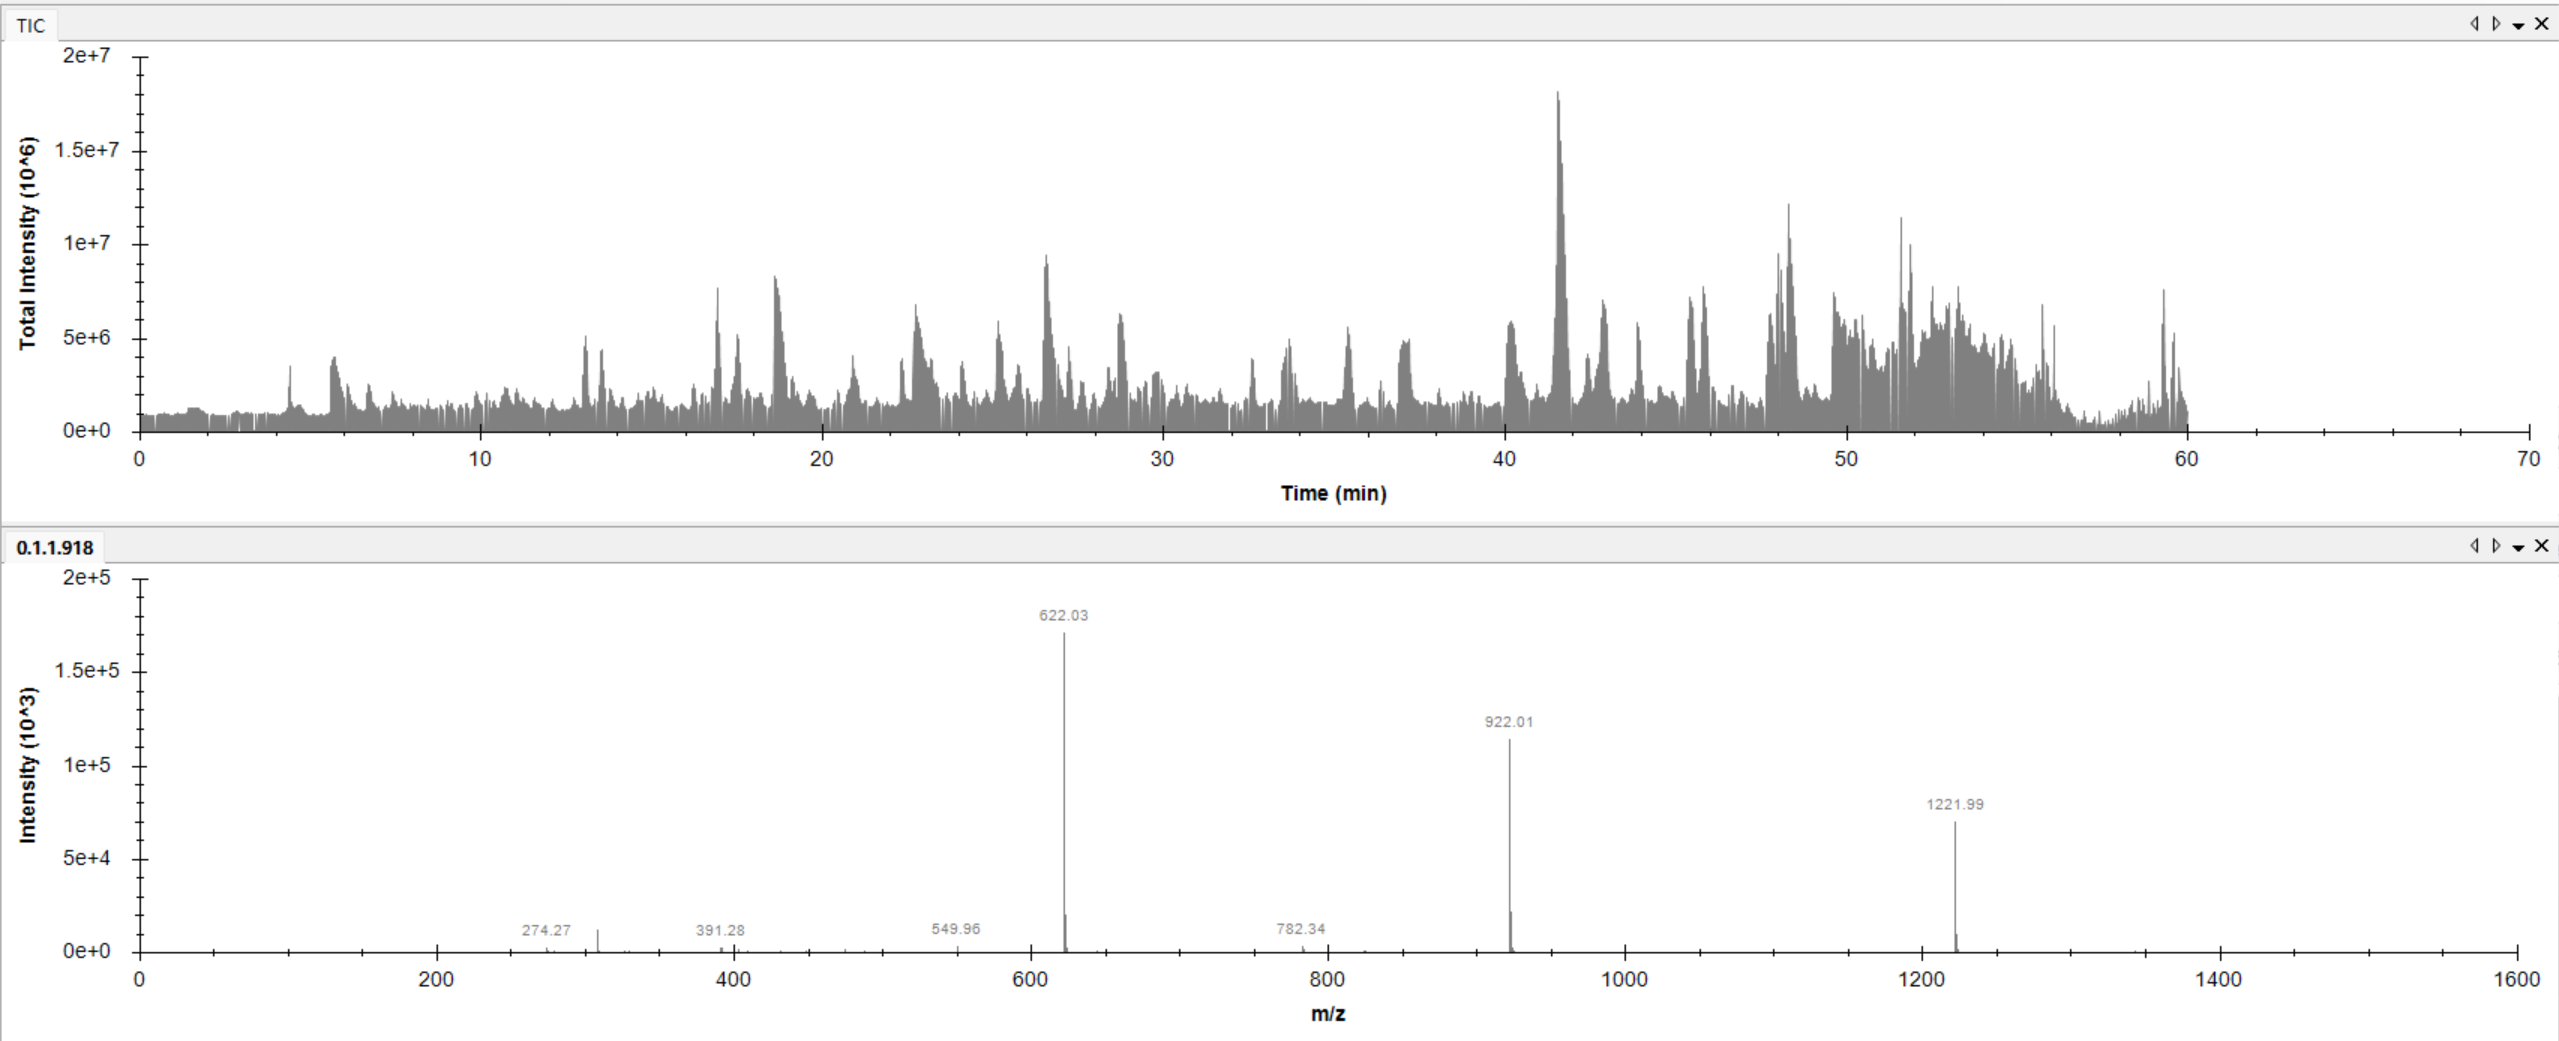 TIC
2e+7
1.5e+7
1e+7
5e+6
0e+0
Total Intensity (10^6)
0 10 20 30 40 50 60 70
Time (min)
0.1.1.918
2e+5
1.5e+5
1e+5
5e+4
0e+0
Intensity (10^3)
622.03
922.01
1221.99
274.27 391.28 549.96 782.34
0 200 400 600 800 1000 1200 1400 1600
m/z